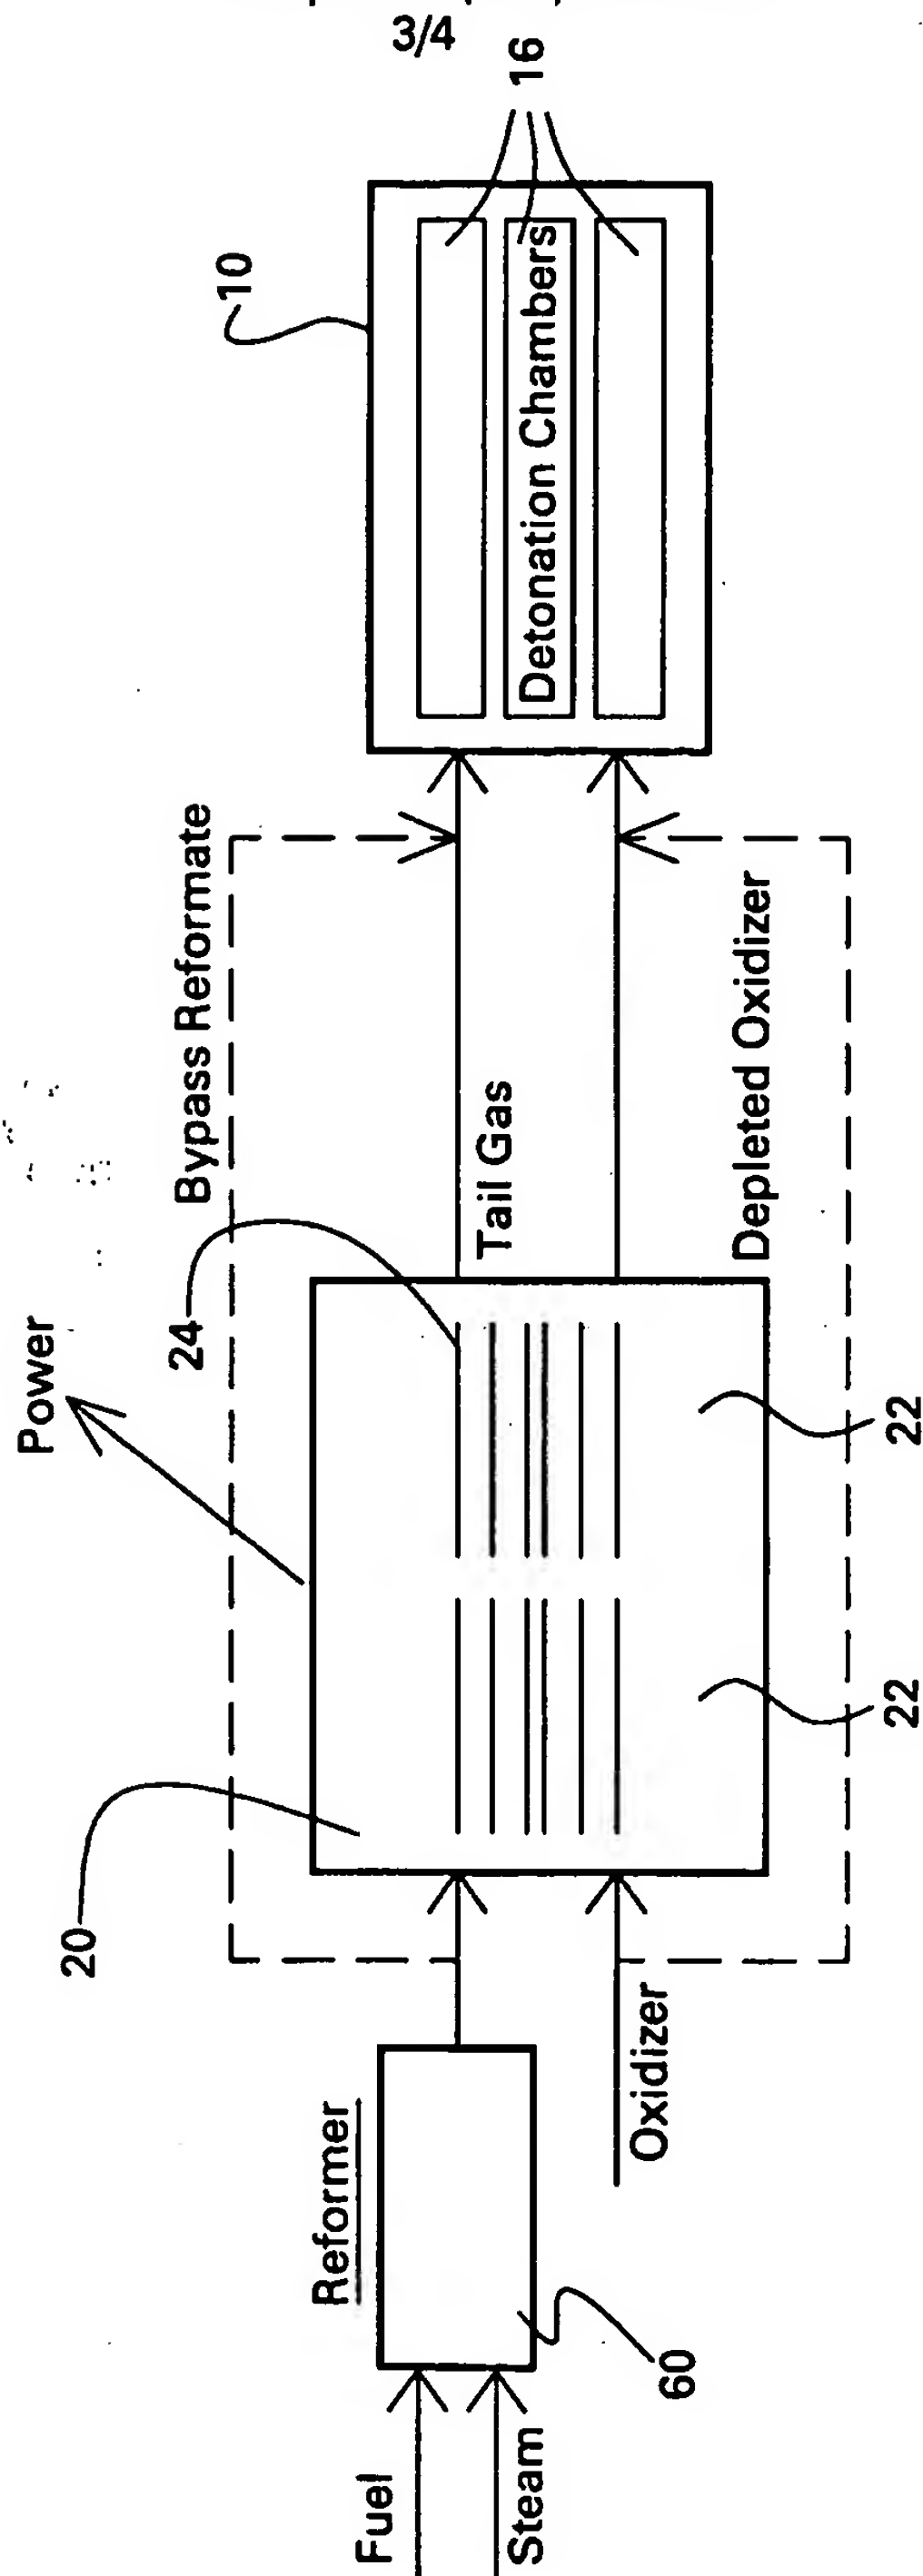 3/4
Fuel
Steam
Reformer
60
Oxidizer
20
Power
24
22
22
Bypass Reformate
Tail Gas
Depleted Oxidizer
10
Detonation Chambers
16